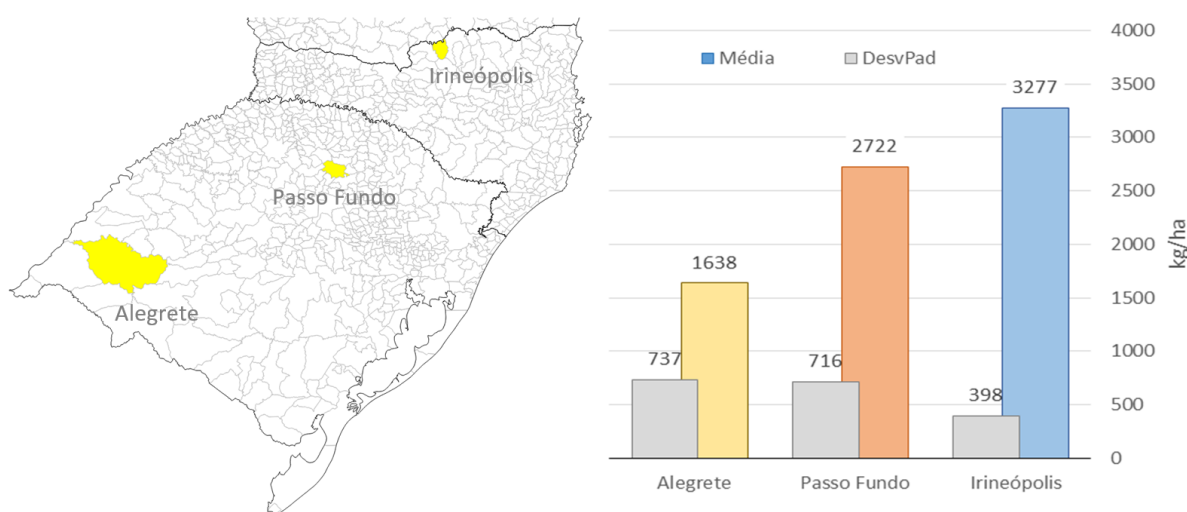 Irineópolis
Passo Fundo
Alegrete
Média
DesvPad
4000
3500
3000
2500
2000
1500
1000
500
0
kg/ha
737
1638
716
2722
398
3277
Alegrete
Passo Fundo
Irineópolis